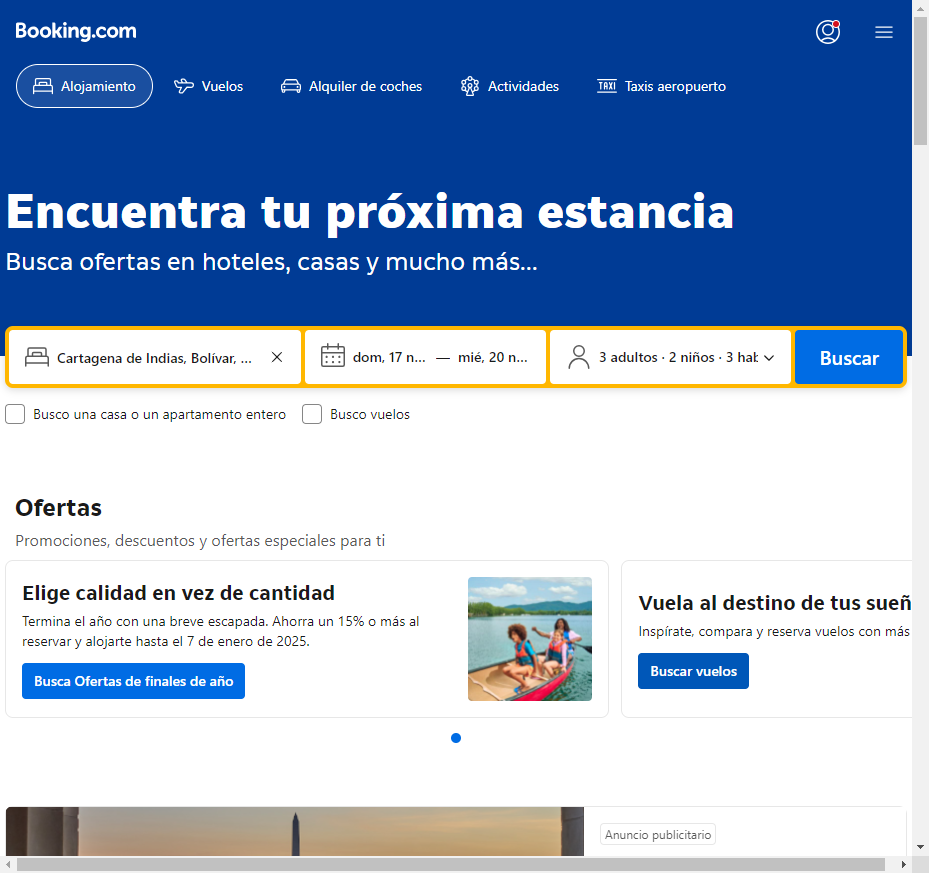 Booking.com
Alojamiento
Vuelos
Alquiler de coches
Actividades
TAXI
Taxis aeropuerto
Encuentra tu próxima estancia
Busca ofertas en hoteles, casas y mucho más...
Cartagena de Indias, Bolívar, ...
dom, 17 n... — mié, 20 n...
3 adultos · 2 niños · 3 hab
Buscar
Busco una casa o un apartamento entero
Busco vuelos
Ofertas
Promociones, descuentos y ofertas especiales para ti
Elige calidad en vez de cantidad
Termina el año con una breve escapada. Ahorra un 15% o más al
reservar y alojarte hasta el 7 de enero de 2025.
Busca Ofertas de finales de año
Vuela al destino de tus sueñ
Inspírate, compara y reserva vuelos con más
Buscar vuelos
Anuncio publicitario